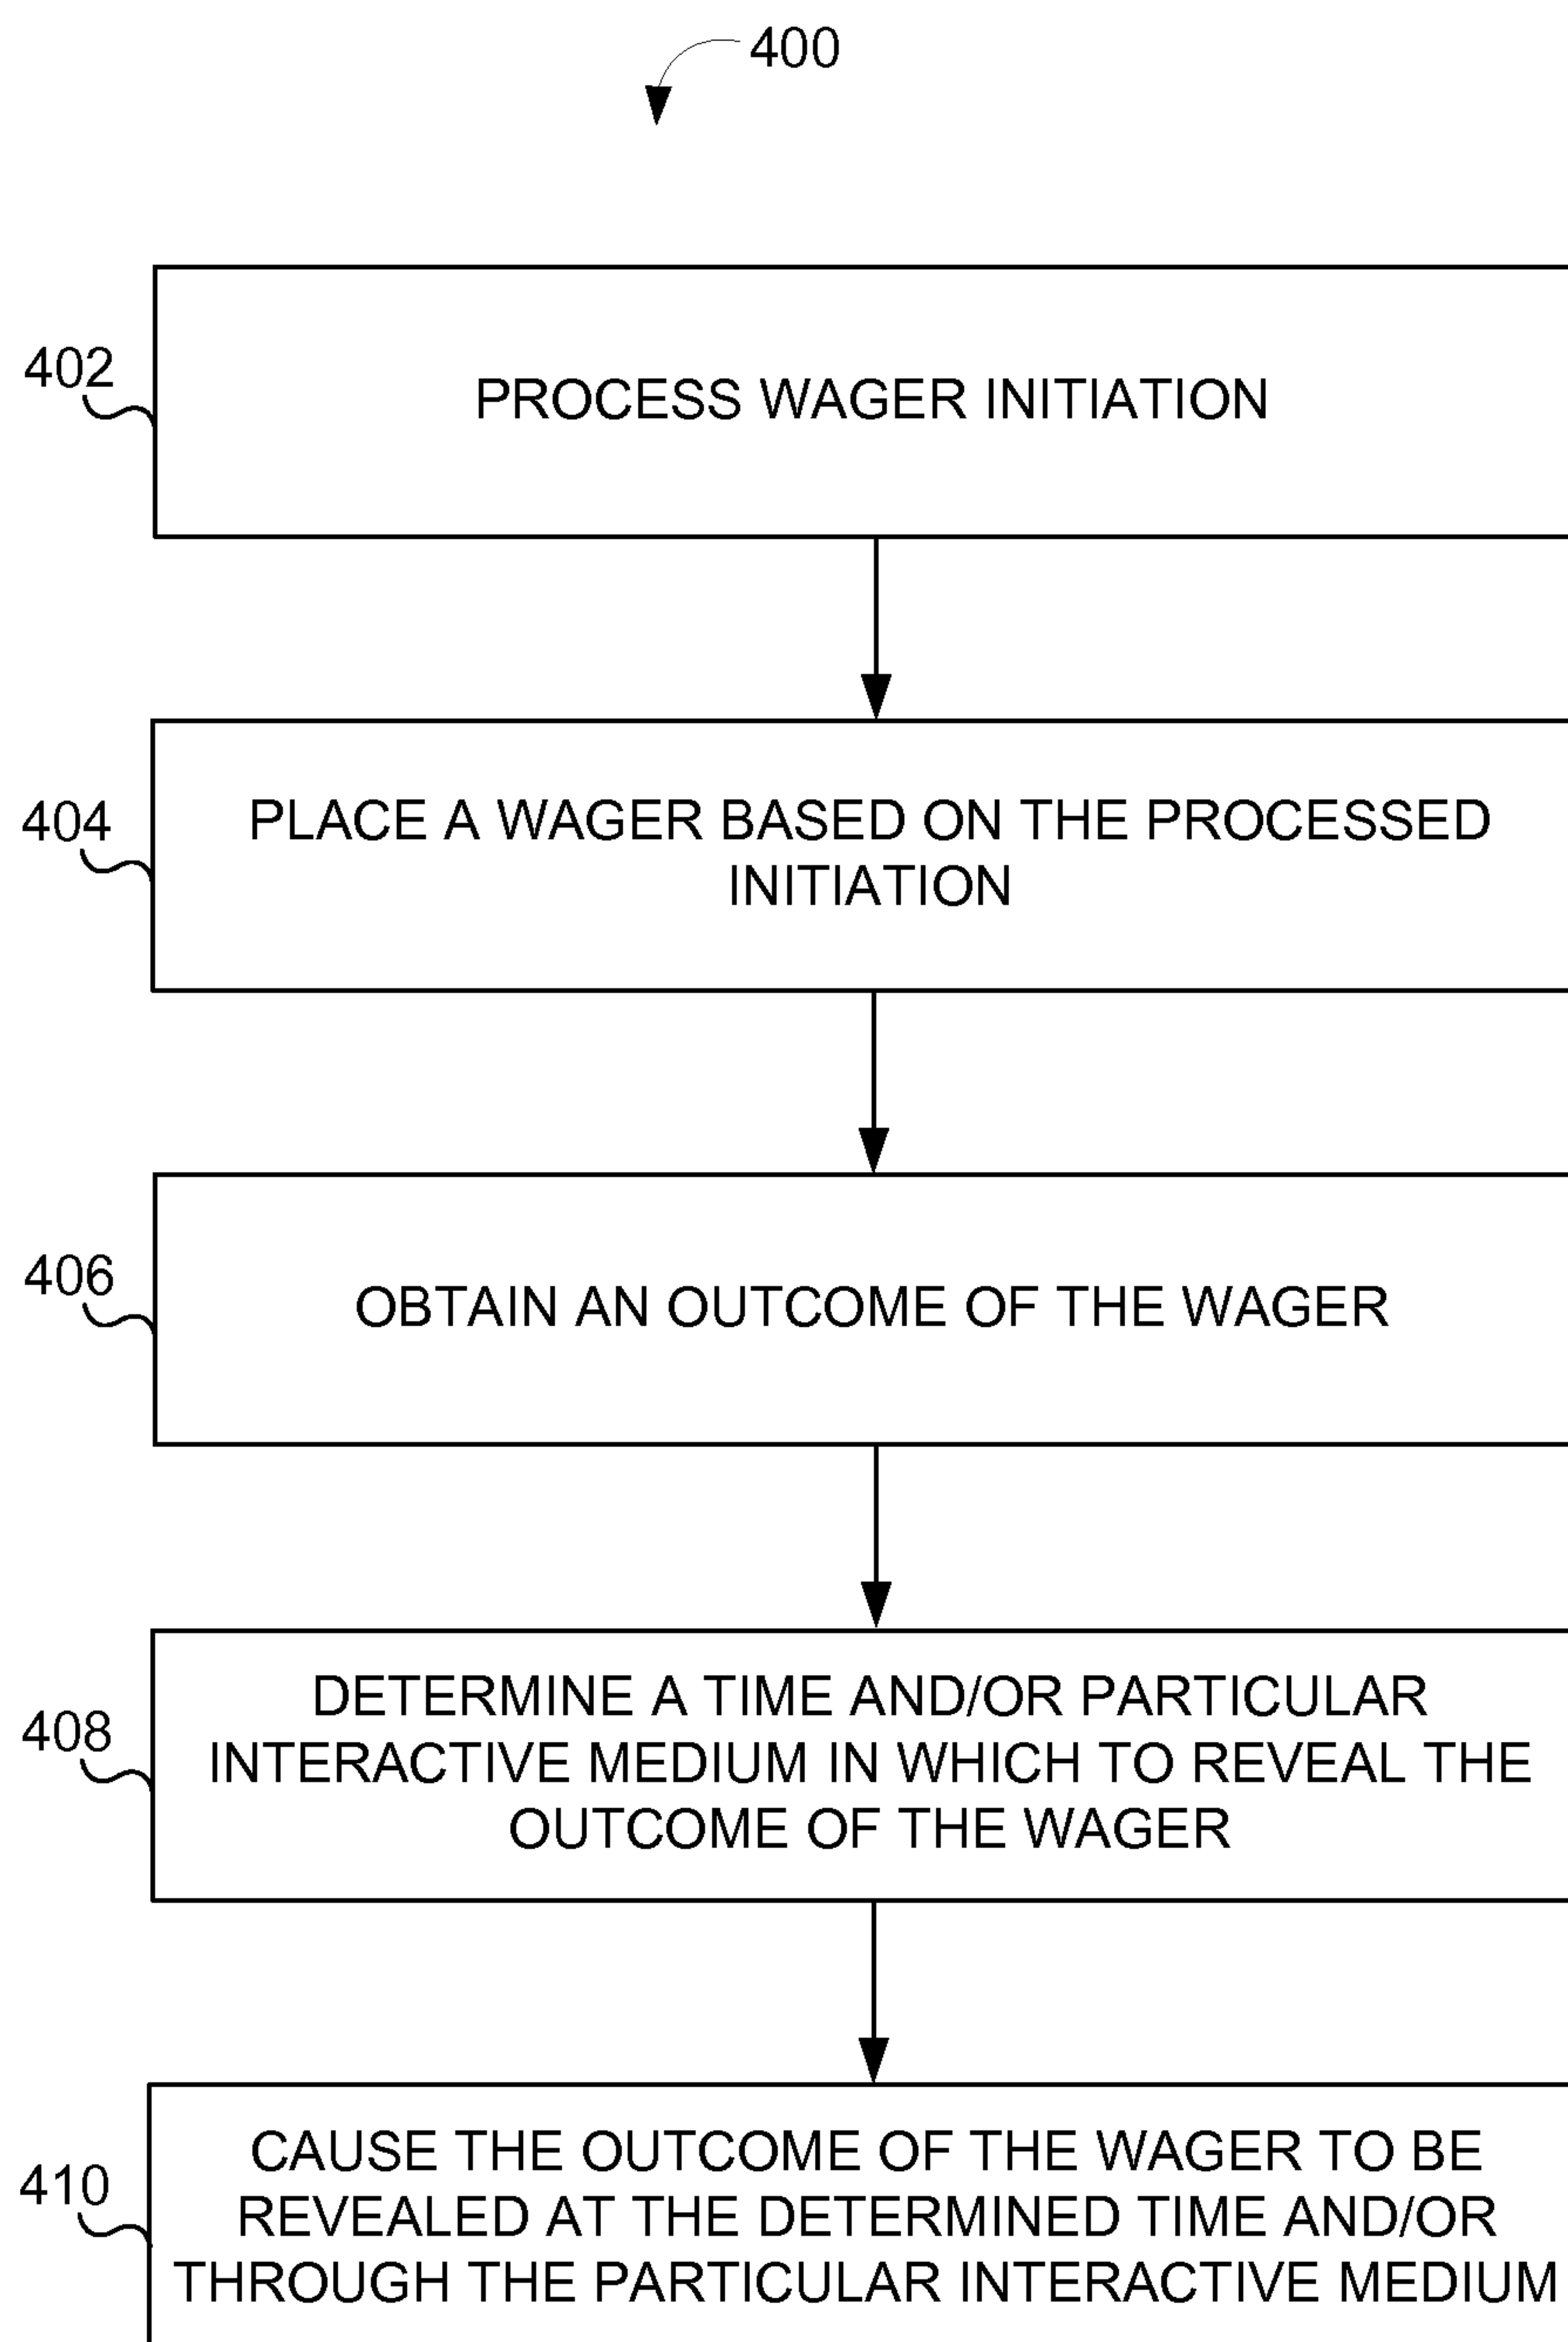 400
402
PROCESS WAGER INITIATION
404
PLACE A WAGER BASED ON THE PROCESSED
INITIATION
406
OBTAIN AN OUTCOME OF THE WAGER
408
DETERMINE A TIME AND/OR PARTICULAR
INTERACTIVE MEDIUM IN WHICH TO REVEAL THE
OUTCOME OF THE WAGER
410
CAUSE THE OUTCOME OF THE WAGER TO BE
REVEALED AT THE DETERMINED TIME AND/OR
THROUGH THE PARTICULAR INTERACTIVE MEDIUM